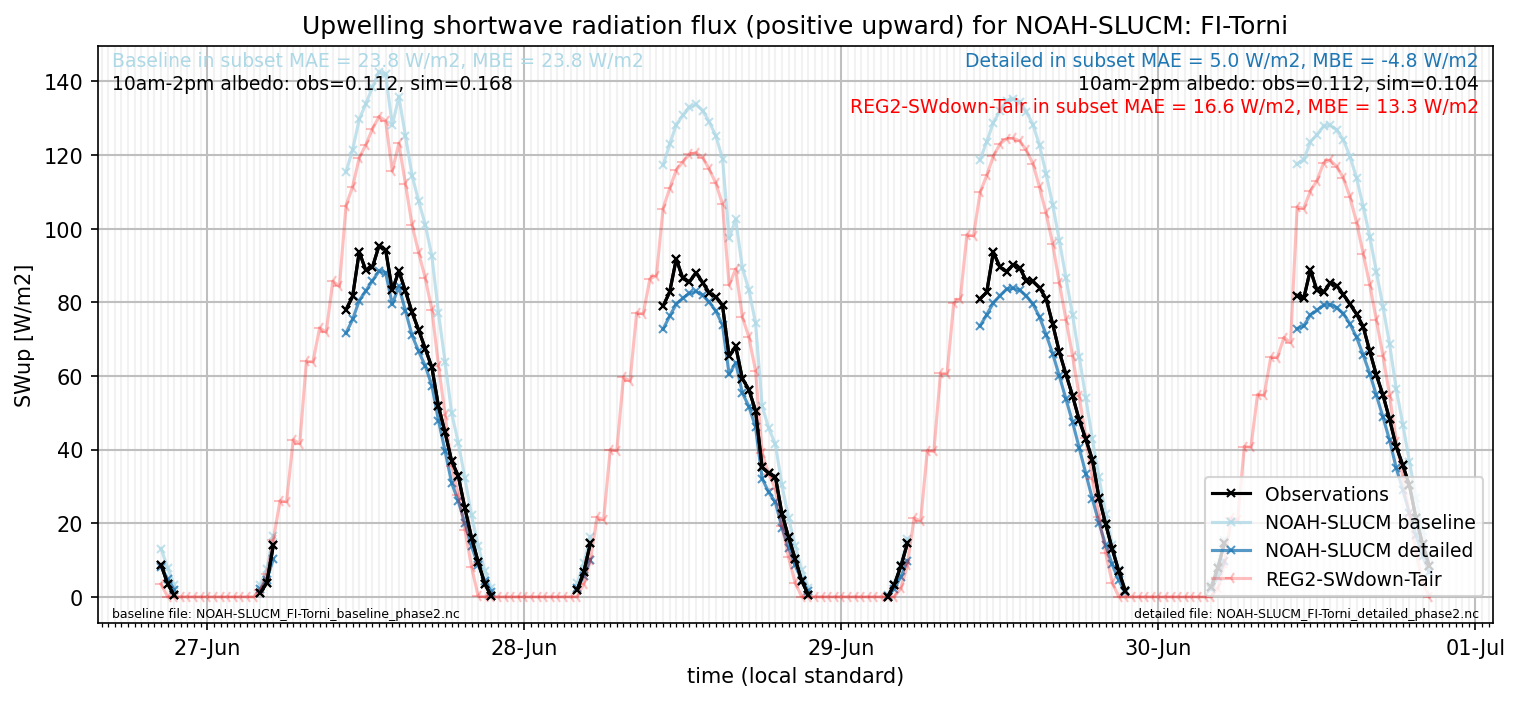 Upwelling shortwave radiation flux (positive upward) for NOAH-SLUCM: FI-Torni
Baseline in subset MAE = 23.8 W/m2, MBE = 23.8 W/m2
10am-2pm albedo: obs=0.112, sim=0.168
Detailed in subset MAE = 5.0 W/m2, MBE = -4.8 W/m2
10am-2pm albedo: obs=0.112, sim=0.104
REG2-SWdown-Tair in subset MAE = 16.6 W/m2, MBE = 13.3 W/m2
SWup [W/m2]
140
120
100
80
60
40
20
0
Observations
NOAH-SLUCM baseline
NOAH-SLUCM detailed
REG2-SWdown-Tair
baseline file: NOAH-SLUCM_FI-Torni_baseline_phase2.nc
detailed file: NOAH-SLUCM_FI-Torni_detailed_phase2.nc
27-Jun
28-Jun
29-Jun
30-Jun
01-Jul
time (local standard)